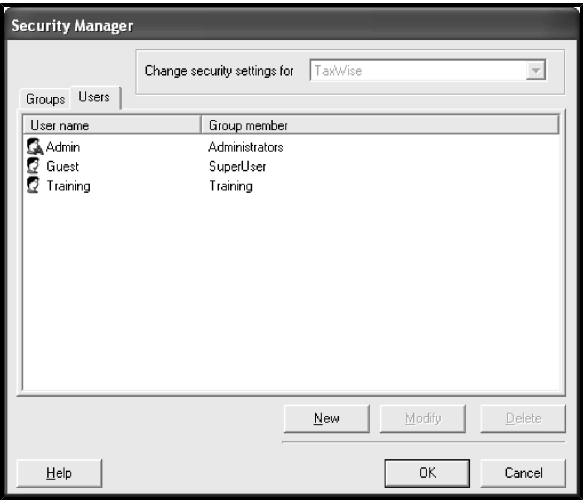 Security Manager
Change security settings for TaxWise
Groups Users
User name Group member
Admin Administrators
Guest SuperUser
Training Training
New Modify Delete
Help OK Cancel